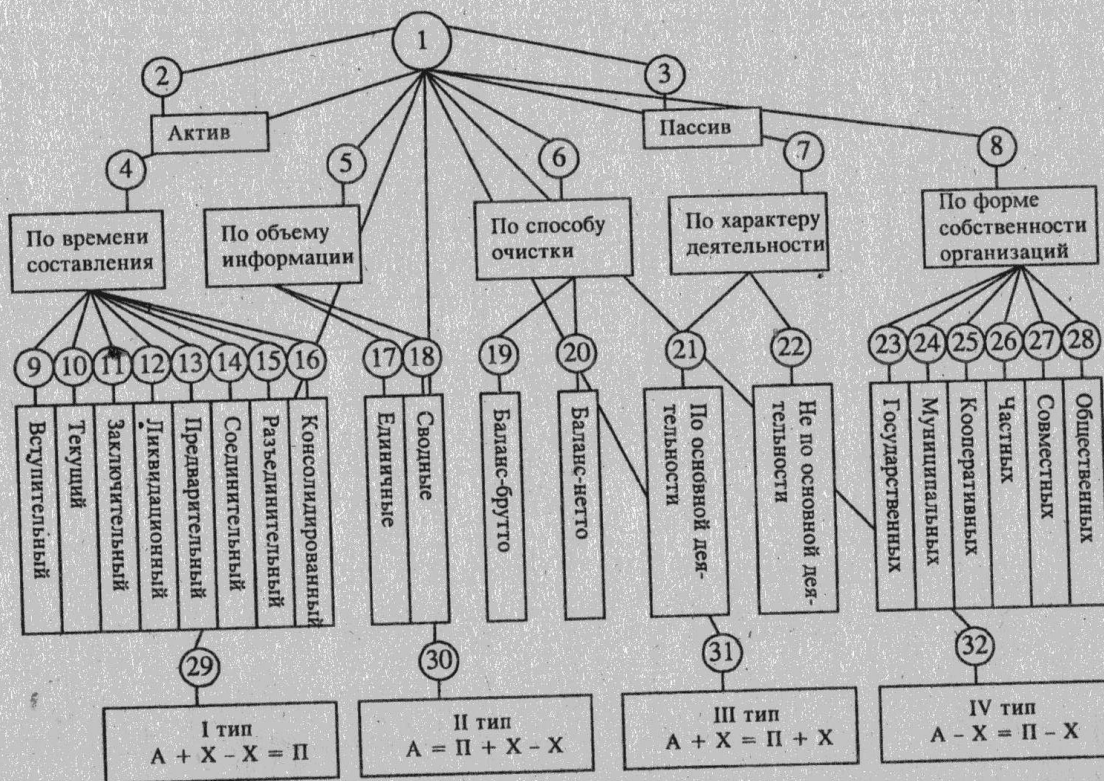 1
2
3
Актив
Пассив
4
5
6
7
8
По времени
составления
По объему
информации
По способу
очистки
По характеру
деятельности
По форме
собственности
организаций
9
10
11
12
13
14
15
16
17
18
19
20
21
22
23
24
25
26
27
28
Вступительный
Текущий
Заключительный
Ликвидационный
Предварительный
Соединительный
Разъединительный
Консолидированный
Единичные
Сводные
Баланс-брутто
Баланс-нетто
По основной дея-
тельности
Не по основной дея-
тельности
Государственных
Муниципальных
Кооперативных
Частных
Совместных
Общественных
29
30
31
32
I тип
А + Х - Х = П
II тип
А = П + Х - Х
III тип
А + Х = П + Х
IV тип
А - Х = П - Х